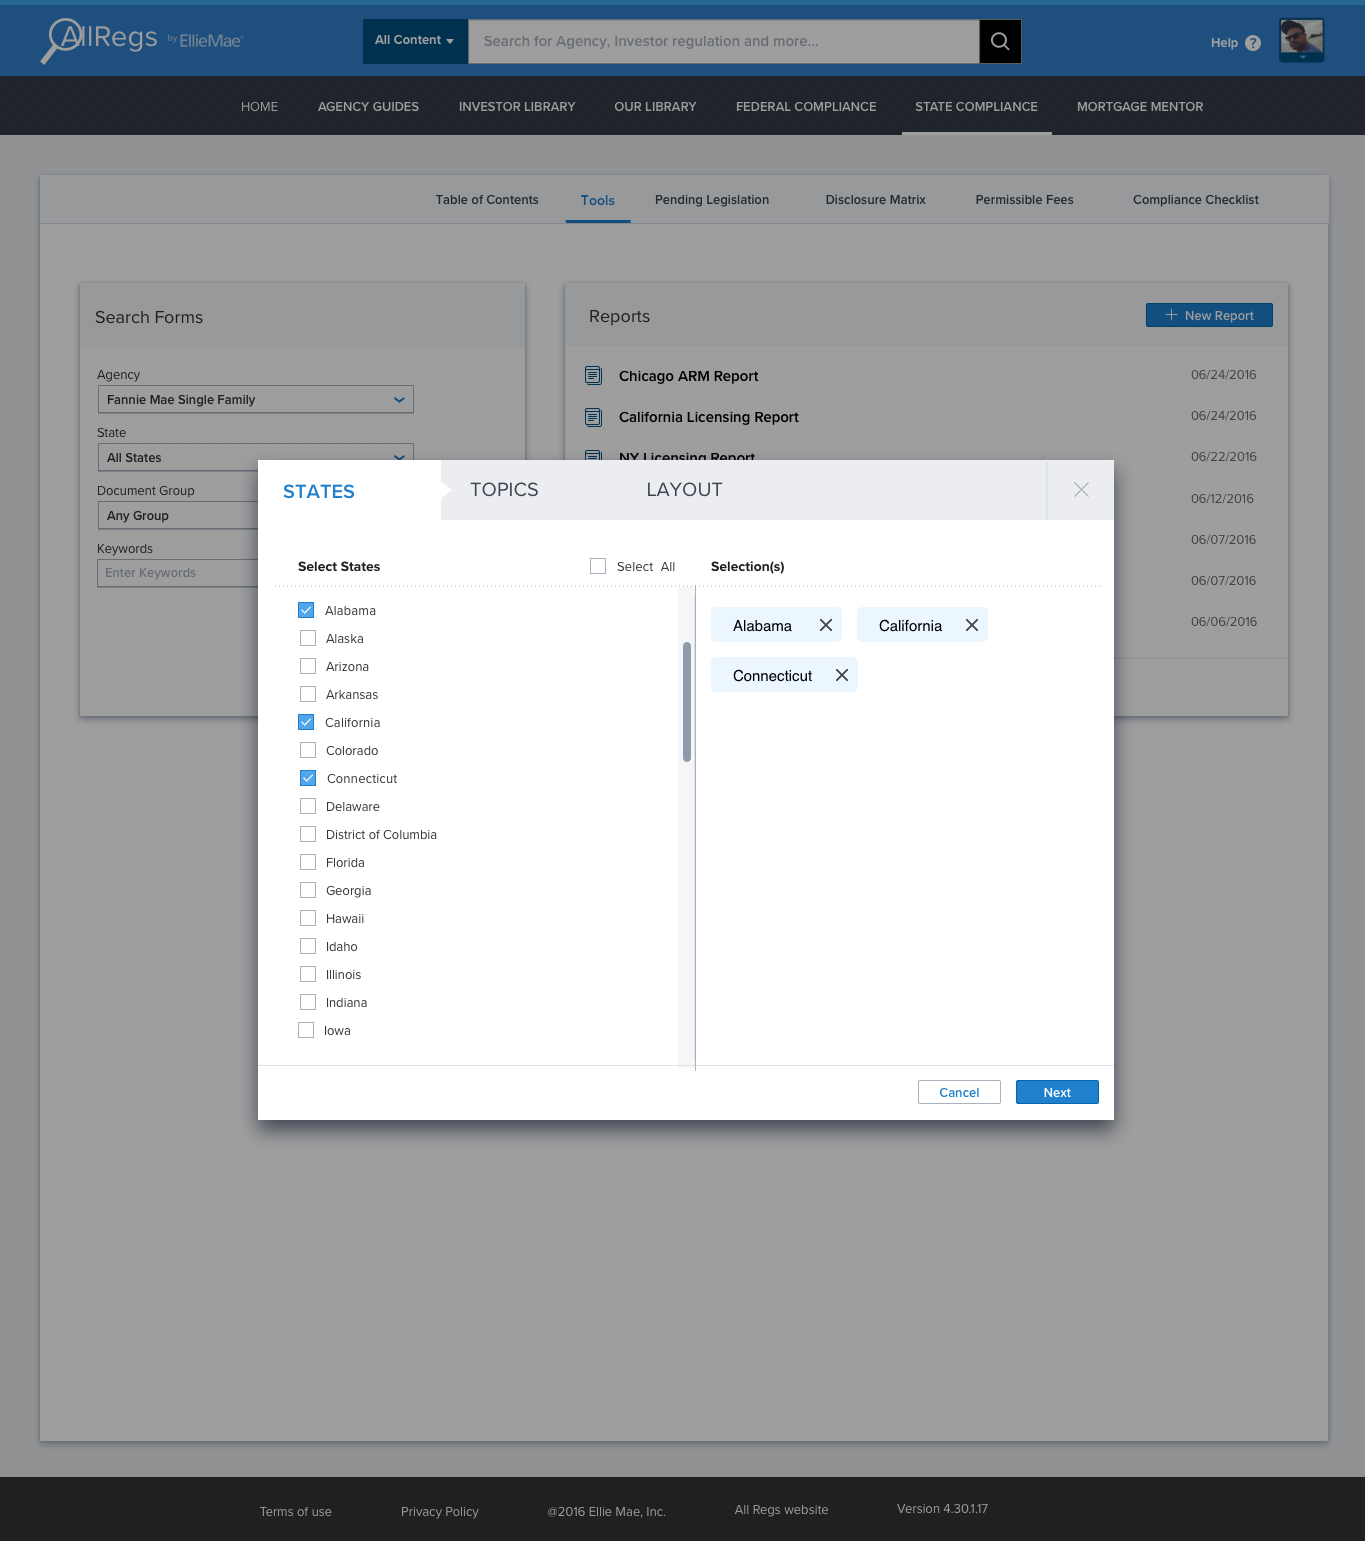 AllRegs by EllieMae
All Content
Search for Agency, Investor regulation and more...
Help ?
HOME AGENCY GUIDES INVESTOR LIBRARY OUR LIBRARY FEDERAL COMPLIANCE STATE COMPLIANCE MORTGAGE MENTOR
Table of Contents Tools Pending Legislation Disclosure Matrix Permissible Fees Compliance Checklist
Search Forms
Agency
Fannie Mae Single Family
State
All States
Document Group
Any Group
Keywords
Enter Keywords
Reports
New Report
Chicago ARM Report 06/24/2016
California Licensing Report 06/24/2016
NY Licensing Report 06/22/2016
06/12/2016
06/07/2016
06/07/2016
06/06/2016
STATES TOPICS LAYOUT
Select States
Select All
Selection(s)
Alabama
Alaska
Arizona
Arkansas
California
Colorado
Connecticut
Delaware
District of Columbia
Florida
Georgia
Hawaii
Idaho
Illinois
Indiana
Iowa
Alabama
California
Connecticut
Cancel
Next
Terms of use Privacy Policy @2016 Ellie Mae, Inc. All Regs website Version 4.30.1.17